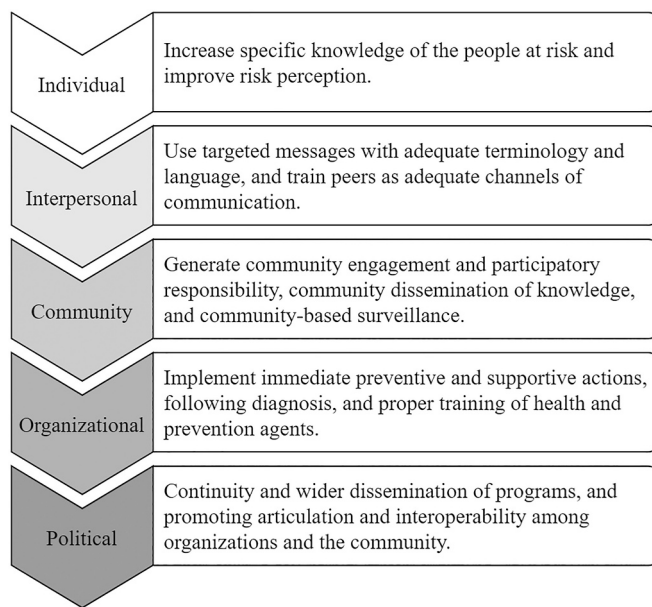 Individual
Increase specific knowledge of the people at risk and
improve risk perception.
Interpersonal
Use targeted messages with adequate terminology and
language, and train peers as adequate channels of
communication.
Community
Generate community engagement and participatory
responsibility, community dissemination of knowledge,
and community-based surveillance.
Organizational
Implement immediate preventive and supportive actions,
following diagnosis, and proper training of health and
prevention agents.
Political
Continuity and wider dissemination of programs, and
promoting articulation and interoperability among
organizations and the community.